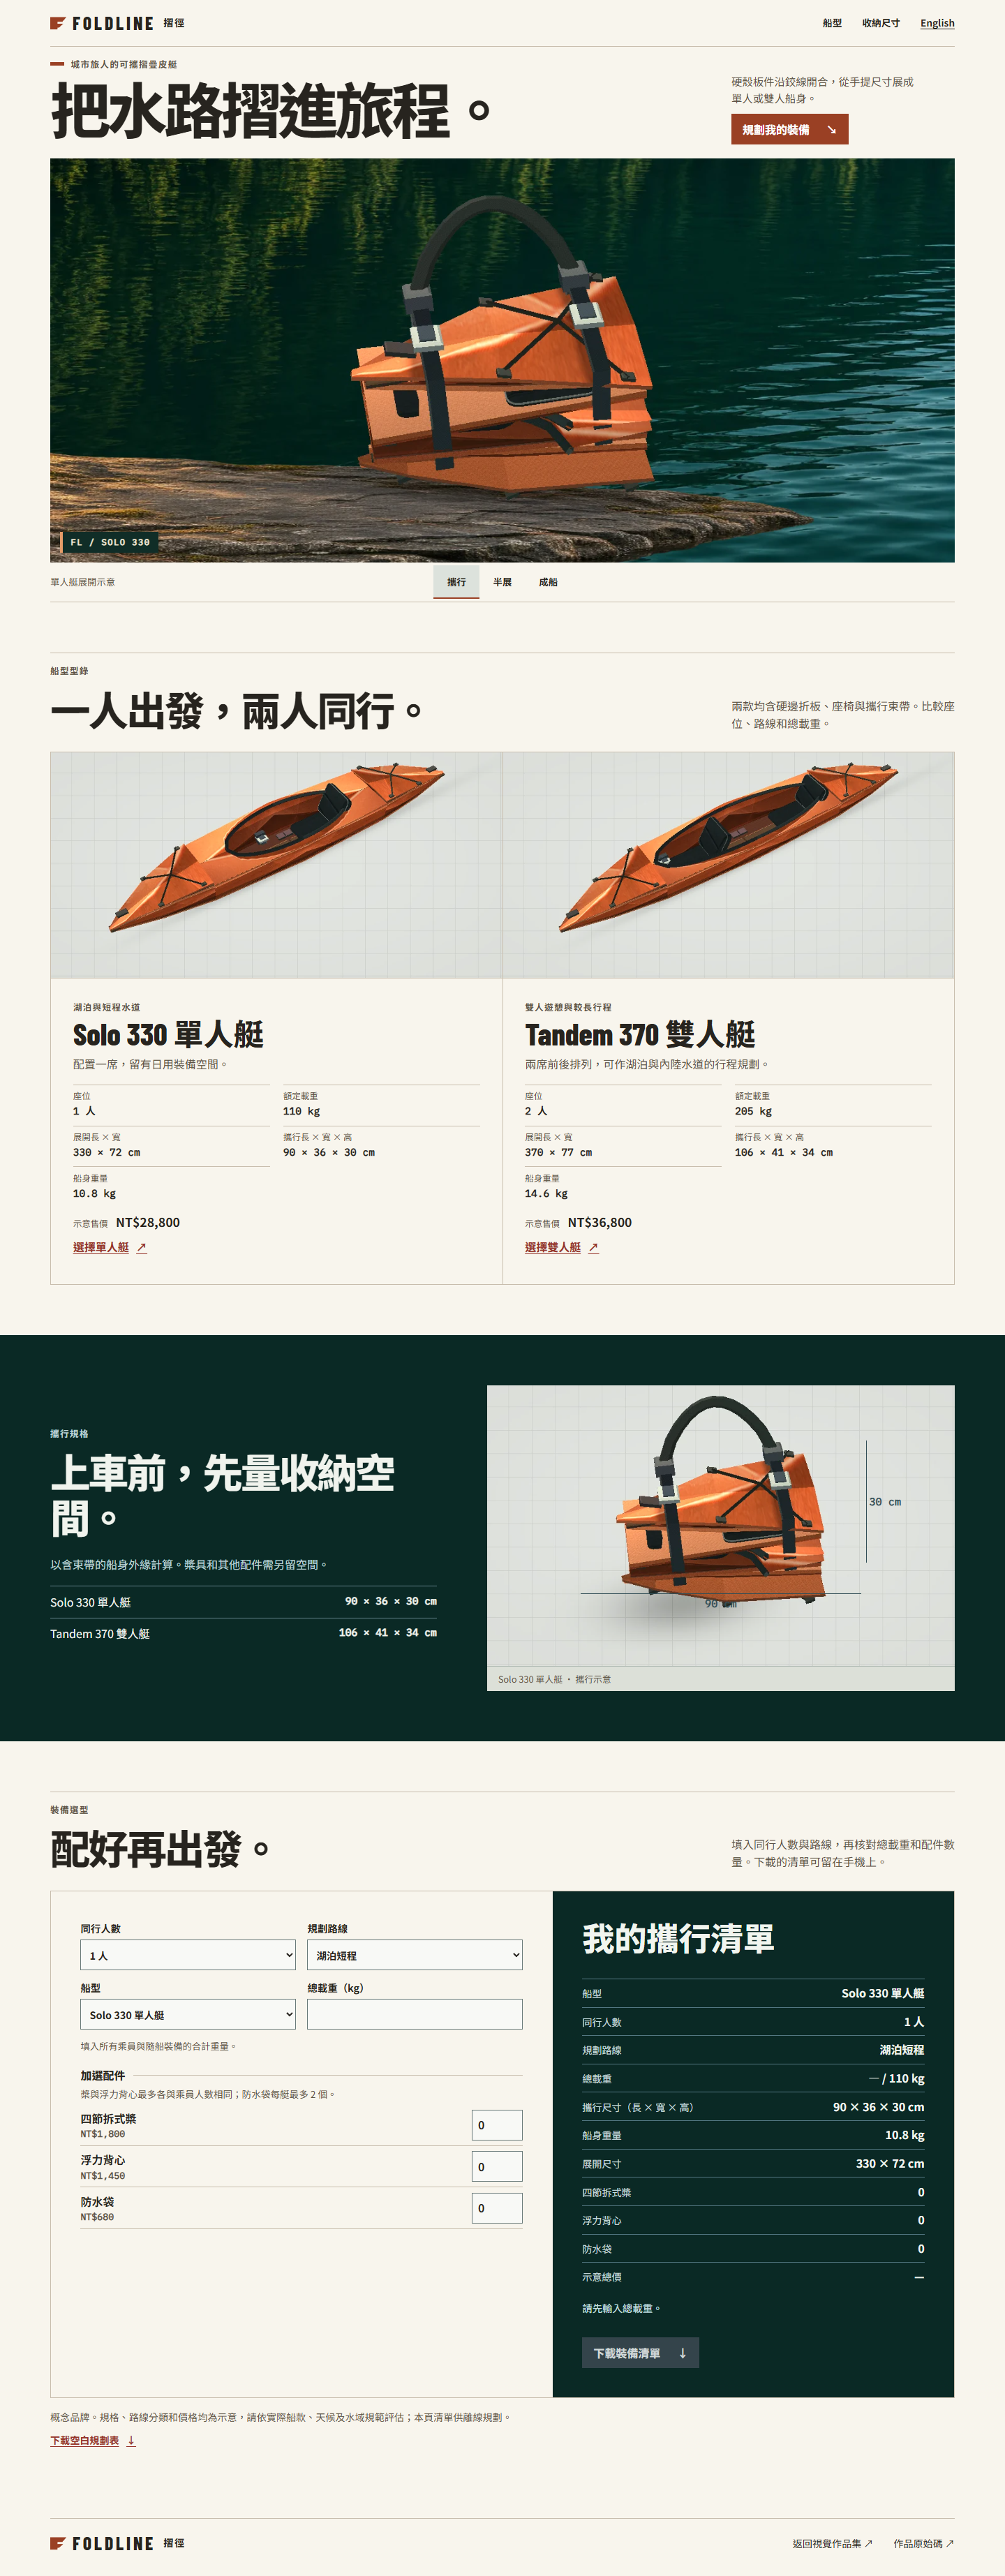 FOLDLINE 摺徑
船型 收納尺寸 English
城市旅人的可攜摺疊皮艇
把水路摺進旅程。
硬殼板件沿鉸線開合,從手提尺寸展成
單人或雙人船身。
規劃我的裝備 ↘
FL / SOLO 330
單人艇展開示意
攜行 半展 成船
船型型錄
一人出發,兩人同行。
兩款均含硬邊折板、座椅與攜行束帶。比較座
位、路線和總載重。
湖泊與短程水道
Solo 330 單人艇
配置一席,留有日用裝備空間。
座位
1 人
額定載重
110 kg
展開長 × 寬
330 × 72 cm
攜行長 × 寬 × 高
90 × 36 × 30 cm
船身重量
10.8 kg
示意售價 NT$28,800
選擇單人艇 ↗
雙人遊憩與較長行程
Tandem 370 雙人艇
兩席前後排列,可作湖泊與內陸水道的行程規劃。
座位
2 人
額定載重
205 kg
展開長 × 寬
370 × 77 cm
攜行長 × 寬 × 高
106 × 41 × 34 cm
船身重量
14.6 kg
示意售價 NT$36,800
選擇雙人艇 ↗
攜行規格
上車前,先量收納空
間。
以含束帶的船身外緣計算。槳具和其他配件需另留空間。
Solo 330 單人艇 90 × 36 × 30 cm
Tandem 370 雙人艇 106 × 41 × 34 cm
30 cm
90 cm
Solo 330 單人艇 · 攜行示意
裝備選型
配好再出發。
填入同行人數與路線,再核對總載重和配件數
量。下載的清單可留在手機上。
同行人數
1 人
規劃路線
湖泊短程
船型
Solo 330 單人艇
總載重(kg)
填入所有乘員與隨船裝備的合計重量。
加選配件
槳與浮力背心最多各與乘員人數相同;防水袋每艇最多 2 個。
四節拆式槳
NT$1,800
0
浮力背心
NT$1,450
0
防水袋
NT$680
0
我的攜行清單
船型 Solo 330 單人艇
同行人數 1 人
規劃路線 湖泊短程
總載重 — / 110 kg
攜行尺寸(長 × 寬 × 高) 90 × 36 × 30 cm
船身重量 10.8 kg
展開尺寸 330 × 72 cm
四節拆式槳 0
浮力背心 0
防水袋 0
示意總價 —
請先輸入總載重。
下載裝備清單 ↓
概念品牌。規格、路線分類和價格均為示意,請依實際船款、天候及水域規範評估;本頁清單供離線規劃。
下載空白規劃表 ↓
FOLDLINE 摺徑
返回視覺作品集 ↗ 作品原始碼 ↗